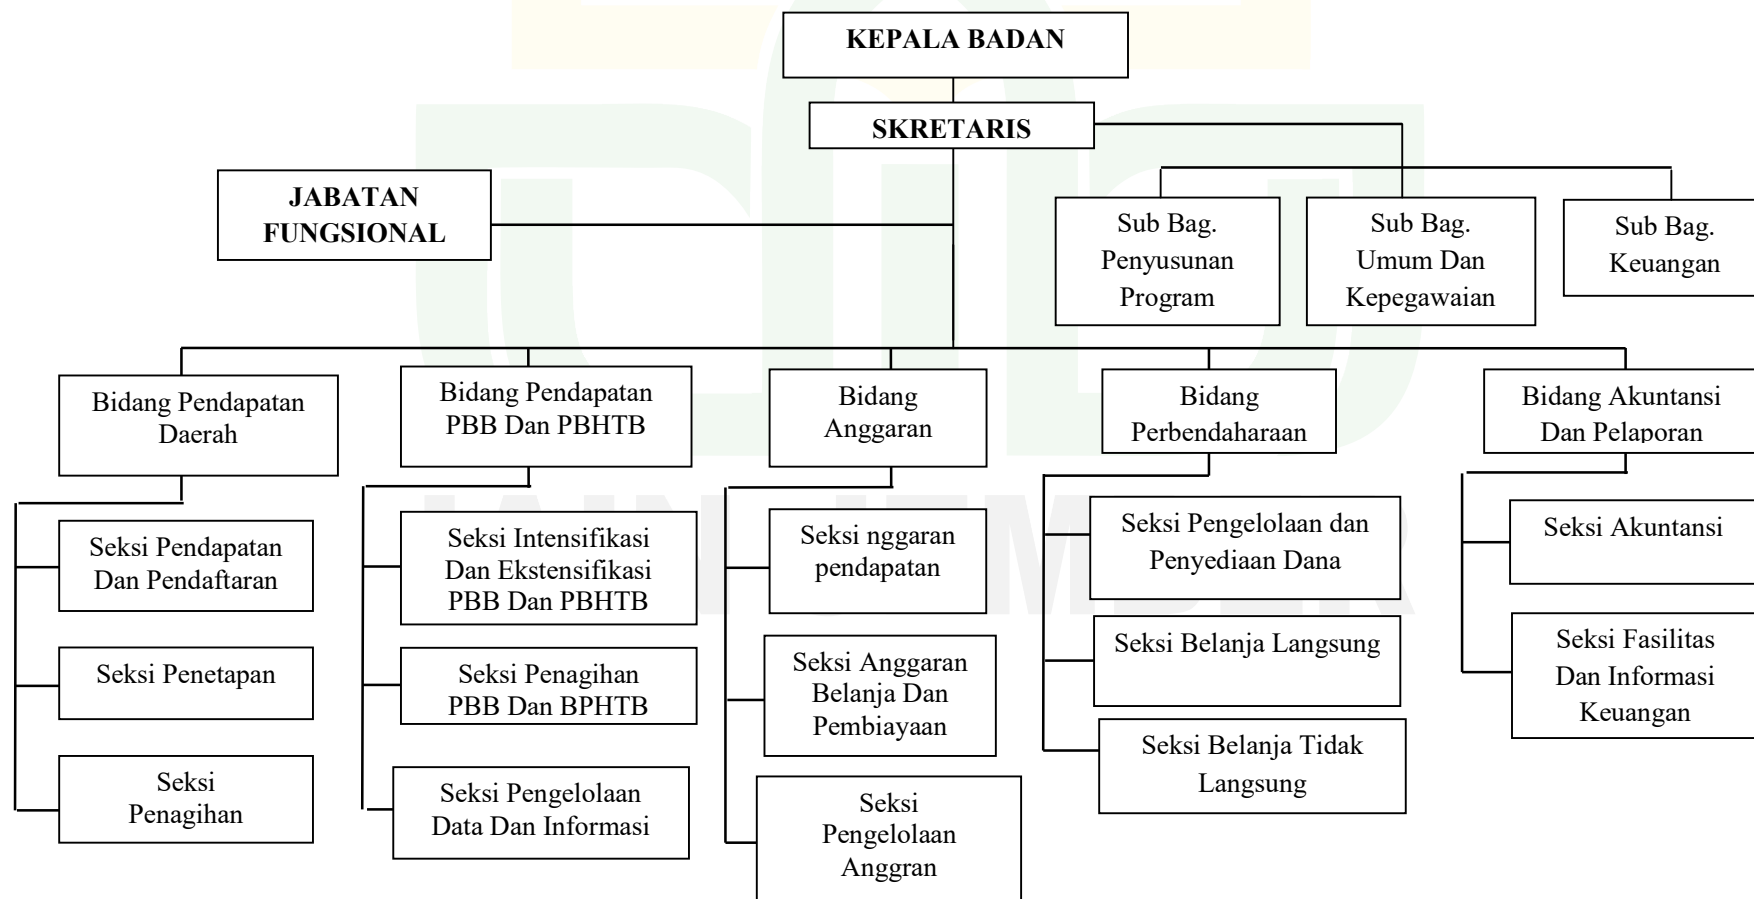 KEPALA BADAN
SKRETARIS
JABATAN
FUNGSIONAL
Sub Bag.
Penyusunan
Program
Sub Bag.
Umum Dan
Kepegawaian
Sub Bag.
Keuangan
Bidang Pendapatan
Daerah
Bidang Pendapatan
PBB Dan PBHTB
Bidang
Anggaran
Bidang
Perbendaharaan
Bidang Akuntansi
Dan Pelaporan
Seksi Pendapatan
Dan Pendaftaran
Seksi Penetapan
Seksi
Penagihan
Seksi Intensifikasi
Dan Ekstensifikasi
PBB Dan PBHTB
Seksi Penagihan
PBB Dan BPHTB
Seksi Pengelolaan
Data Dan Informasi
Seksi nggaran
pendapatan
Seksi Anggaran
Belanja Dan
Pembiayaan
Seksi
Pengelolaan
Anggran
Seksi Pengelolaan dan
Penyediaan Dana
Seksi Belanja Langsung
Seksi Belanja Tidak
Langsung
Seksi Akuntansi
Seksi Fasilitas
Dan Informasi
Keuangan
IAIN JEMBER